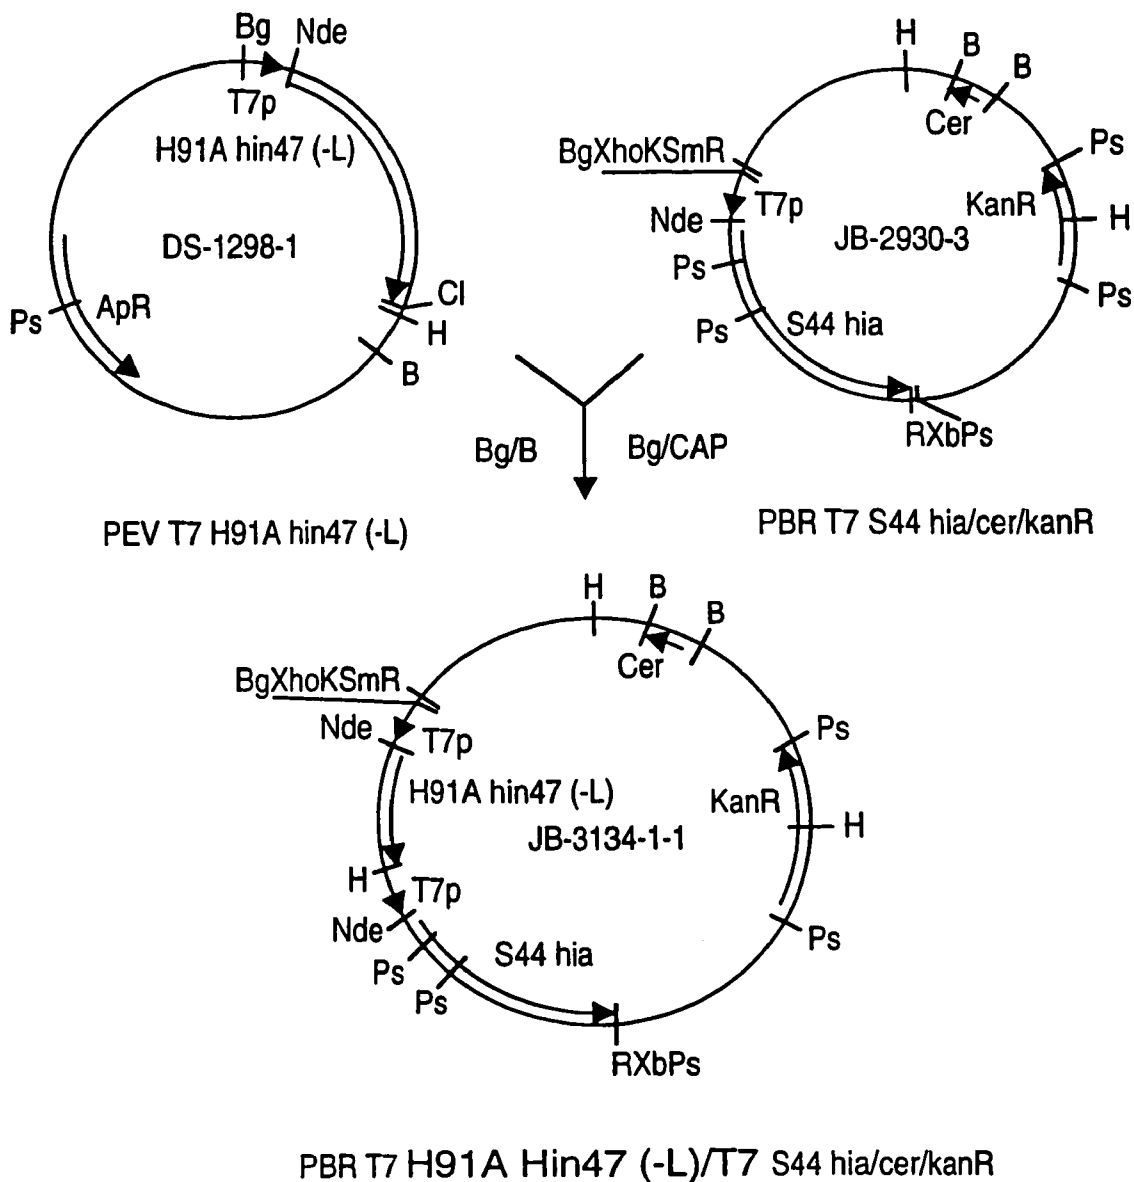 Bg
Nde
T7p
H91A hin47 (-L)
DS-1298-1
Ps
ApR
Cl
H
B
H
B
B
Cer
BgXhoKSmR
T7p
Nde
Ps
Ps
KanR
H
Ps
JB-2930-3
Ps
S44 hia
RXbPs
Bg/B
Bg/CAP
PEV T7 H91A hin47 (-L)
PBR T7 S44 hia/cer/kanR
H
B
B
Cer
BgXhoKSmR
Nde
T7p
Ps
H91A hin47 (-L)
KanR
H
JB-3134-1-1
H
T7p
Nde
Ps
Ps
S44 hia
Ps
RXbPs
PBR T7 H91A Hin47 (-L)/T7 S44 hia/cer/kanR